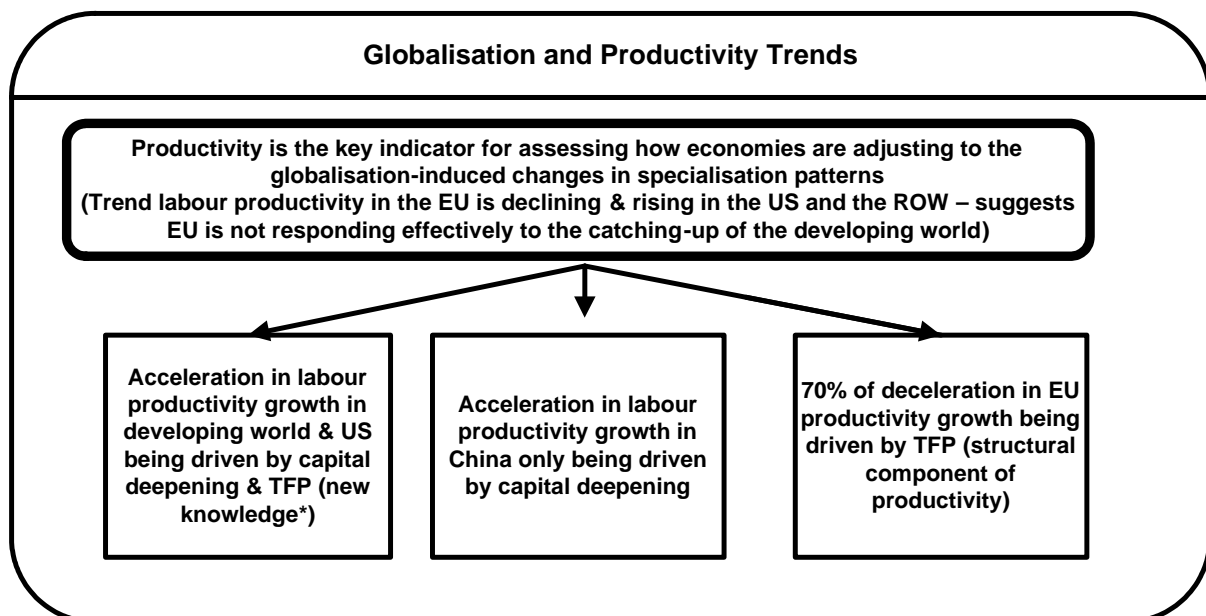 Globalisation and Productivity Trends
Productivity is the key indicator for assessing how economies are adjusting to the
globalisation-induced changes in specialisation patterns
(Trend labour productivity in the EU is declining & rising in the US and the ROW – suggests
EU is not responding effectively to the catching-up of the developing world)
Acceleration in labour
productivity growth in
developing world & US
being driven by capital
deepening & TFP (new
knowledge*)
Acceleration in labour
productivity growth in
China only being driven
by capital deepening
70% of deceleration in EU
productivity growth being
driven by TFP (structural
component of
productivity)